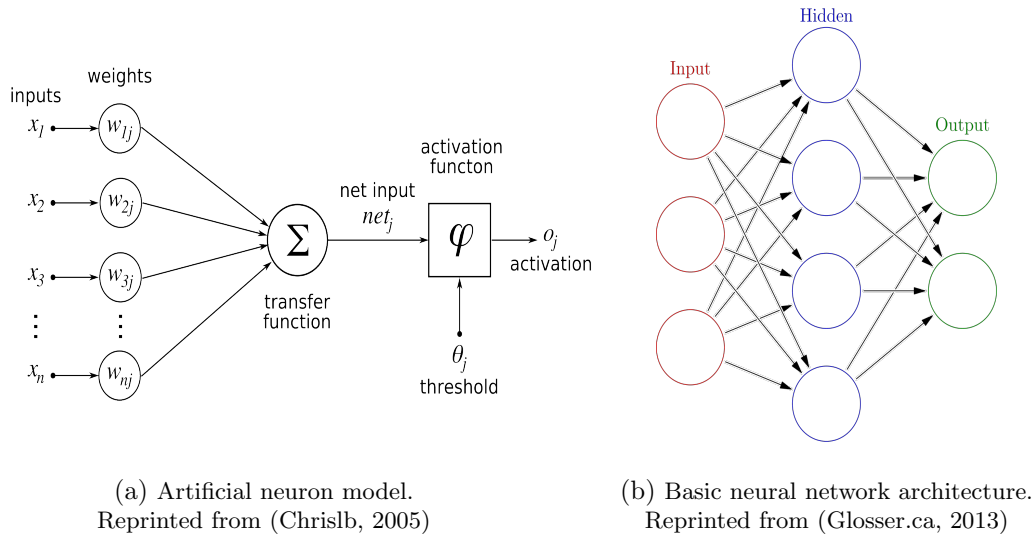 weights
inputs
x1
w1j
x2
w2j
x3
w3j
⋮ ⋮
xn
wnj
Σ
transfer
function
net input
netj
activation
functon
φ
oj
activation
θj
threshold
Hidden
Input
Output
(a) Artificial neuron model.
Reprinted from (Chrislb, 2005)
(b) Basic neural network architecture.
Reprinted from (Glosser.ca, 2013)